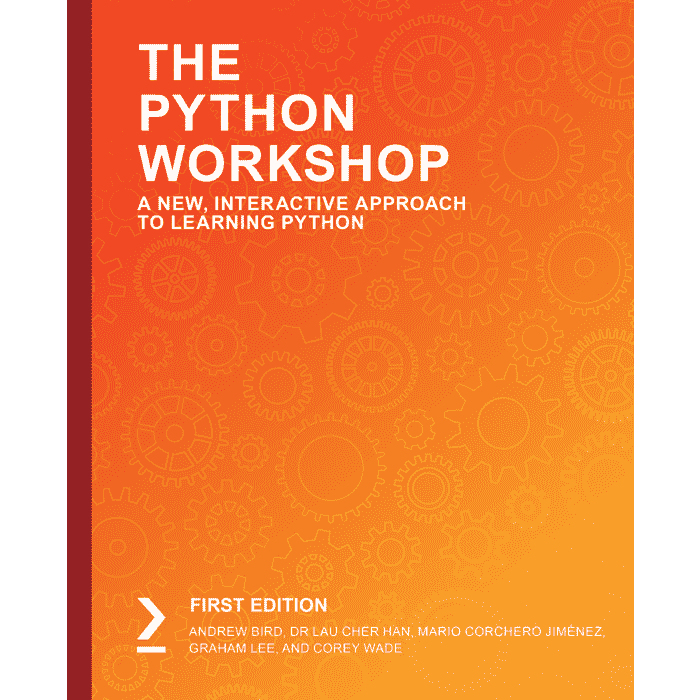 THE
PYTHON
WORKSHOP
A NEW, INTERACTIVE APPROACH
TO LEARNING PYTHON
FIRST EDITION
ANDREW BIRD, DR LAU CHER HAN, MARIO CORCHERO JIMÉNEZ,
GRAHAM LEE, AND COREY WADE